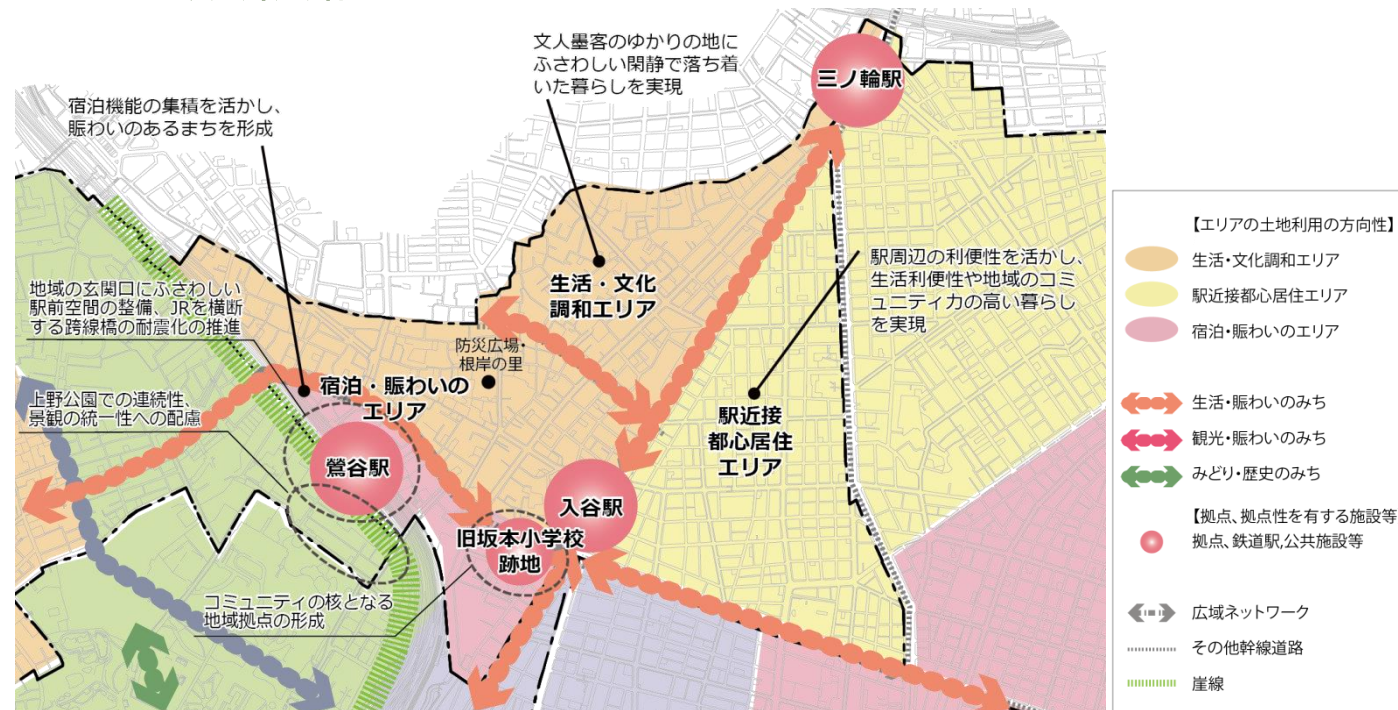 文人墨客のゆかりの地に
ふさわしい閑静で落ち着
いた暮らしを実現
三ノ輪駅
宿泊機能の集積を活かし、
賑わいのあるまちを形成
駅周辺の利便性を活かし、
生活利便性や地域のコミ
ュニティカの高い暮らし
を実現
生活・文化
調和エリア
地域の玄関口にふさわしい
駅前空間の整備、JRを横断
する跨線橋の耐震化の推進
防災広場・
根岸の里
宿泊・賑わいの
エリア
上野公園での連続性、
景観の統一性への配慮
駅近接
都心居住
エリア
鶯谷駅
入谷駅
旧坂本小学校
跡地
コミュニティの核となる
地域拠点の形成
【エリアの土地利用の方向性】
生活・文化調和エリア
駅近接都心居住エリア
宿泊・賑わいのエリア
生活・賑わいのみち
観光・賑わいのみち
みどり・歴史のみち
【拠点、拠点性を有する施設等
拠点、鉄道駅,公共施設等
広域ネットワーク
その他幹線道路
崖線